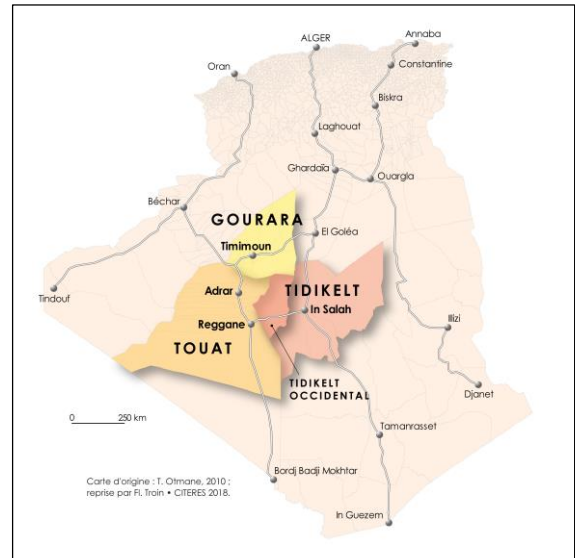 Annaba
ALGER
Oran
Constantine
Biskra
Laghouat
Ghardaïa
Ouargla
Béchar
GOURARA
El Goléa
Timimoun
Tindouf
Adrar
TIDIKELT
In Salah
Reggane
Illizi
TOUAT
TIDIKELT
OCCIDENTAL
Djanet
0 250 km
Tamanrasset
Bordj Badji Mokhtar
Carte d'origine : T. Otmane, 2010 ;
reprise par Fl. Troin • CITERES 2018.
In Guezem